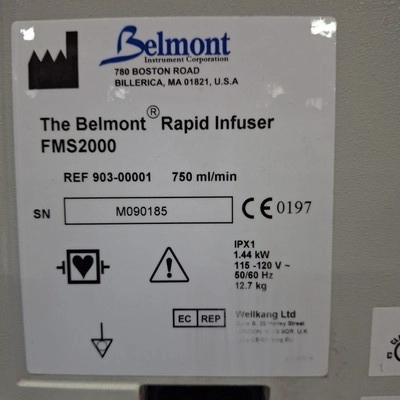 Belmont
Instrument Corporation
780 BOSTON ROAD
BILLERICA, MA 01821, U.S.A
The Belmont® Rapid Infuser
FMS2000
REF 903-00001 750 ml/min
SN M090185 CE 0197
IPX1
1.44 kW
115 -120 V ~
50/60 Hz
12.7 kg
EC REP Wellkang Ltd